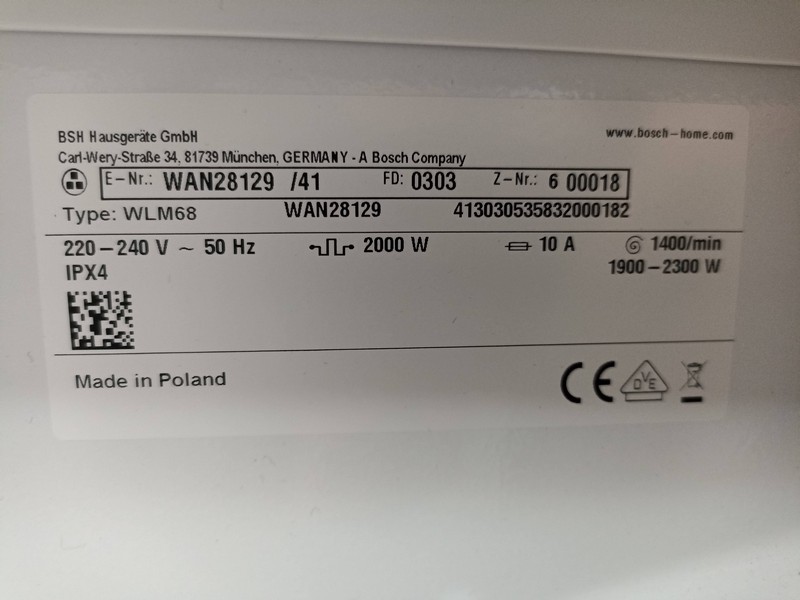 BSH Hausgeräte GmbH
www.bosch-home.com
Carl-Wery-Straße 34, 81739 München, GERMANY - A Bosch Company
E-Nr.: WAN28129 /41 FD: 0303 Z-Nr.: 6 00018
Type: WLM68 WAN28129 413030535832000182
220-240 V ~ 50 Hz 2000 W 10 A 1400/min
IPX4 1900-2300 W
Made in Poland
CE DVE